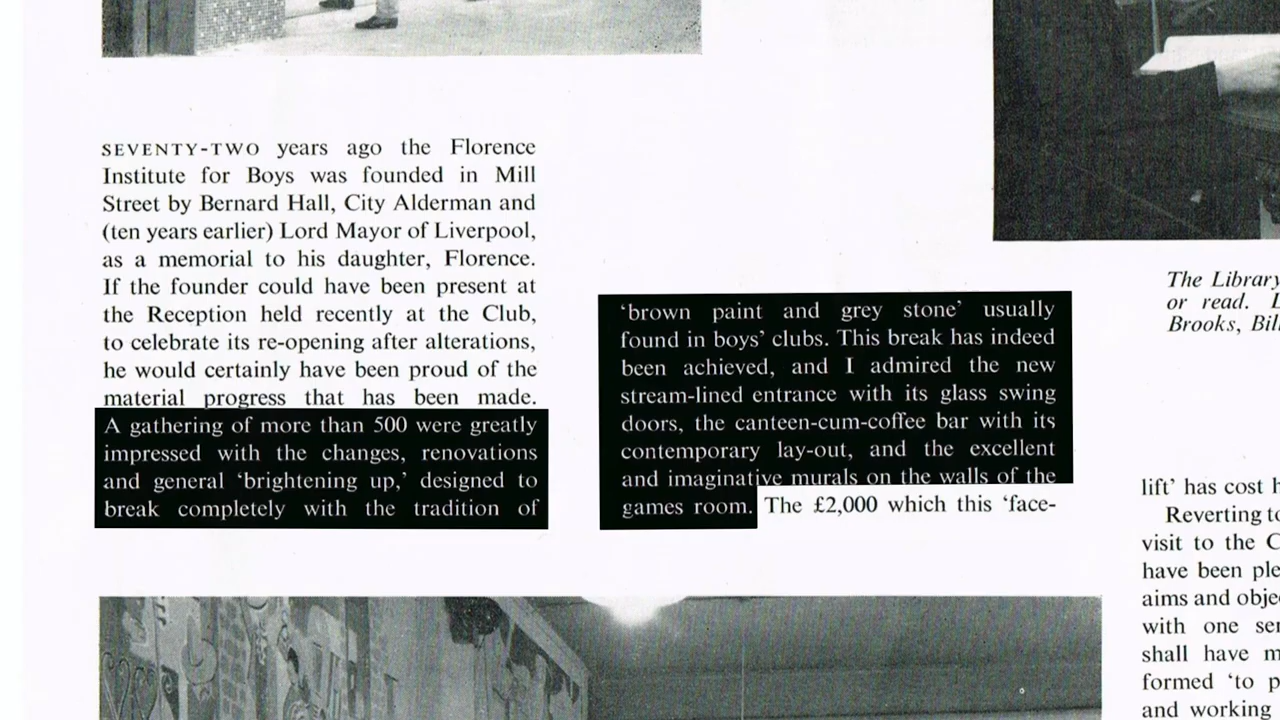 SEVENTY-TWO years ago the Florence
Institute for Boys was founded in Mill
Street by Bernard Hall, City Alderman and
(ten years earlier) Lord Mayor of Liverpool,
as a memorial to his daughter, Florence.
If the founder could have been present at
the Reception held recently at the Club,
to celebrate its re-opening after alterations,
he would certainly have been proud of the
material progress that has been made.
A gathering of more than 500 were greatly
impressed with the changes, renovations
and general ‘brightening up,’ designed to
break completely with the tradition of
‘brown paint and grey stone’ usually
found in boys’ clubs. This break has indeed
been achieved, and I admired the new
stream-lined entrance with its glass swing
doors, the canteen-cum-coffee bar with its
contemporary lay-out, and the excellent
and imaginative murals on the walls of the
games room. The £2,000 which this ‘face-
The Library
or read.
Brooks, Bil
lift’ has cost
Reverting to
visit to the
have been
aims and
with one
shall have
formed ‘to
and working